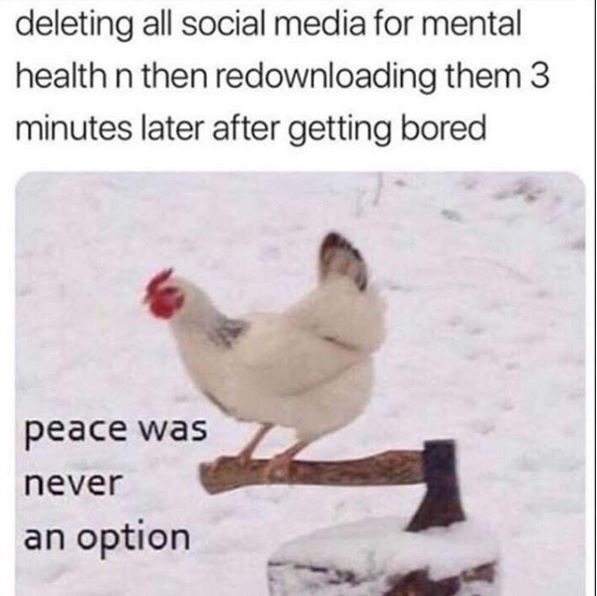 deleting all social media for mental
health n then redownloading them 3
minutes later after getting bored
peace was
never
an option